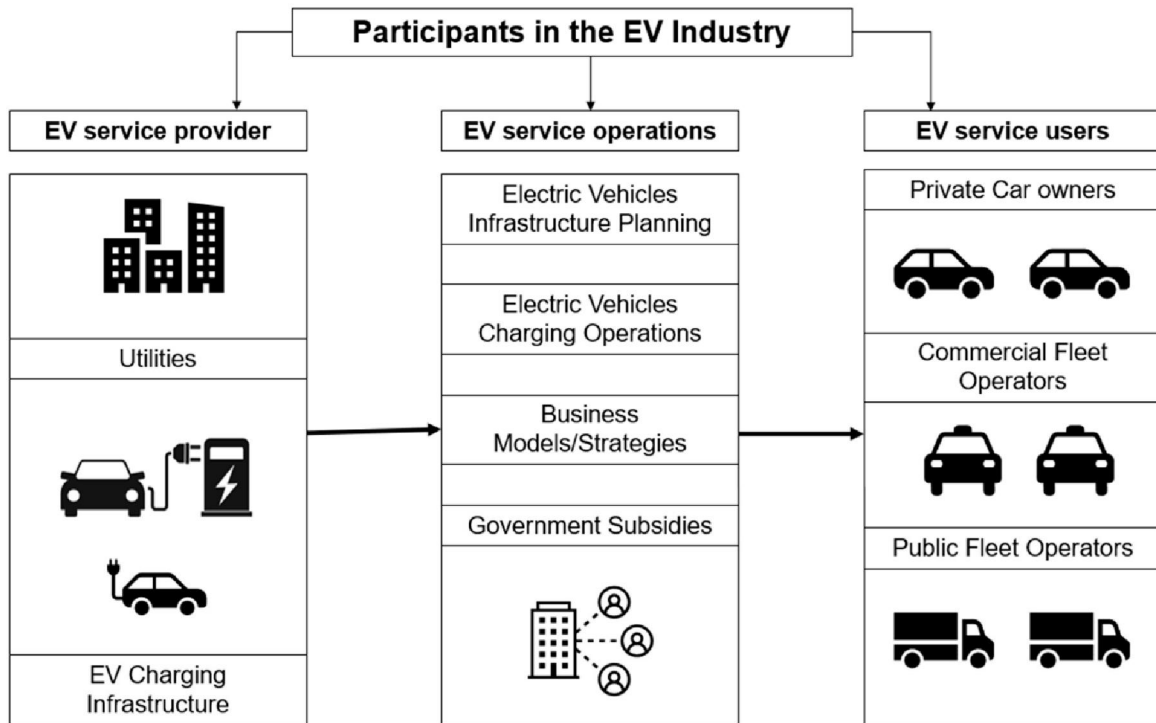 Participants in the EV Industry
EV service provider
EV service operations
EV service users
Utilities
EV Charging
Infrastructure
Electric Vehicles
Infrastructure Planning
Electric Vehicles
Charging Operations
Business
Models/Strategies
Government Subsidies
Private Car owners
Commercial Fleet
Operators
Public Fleet Operators